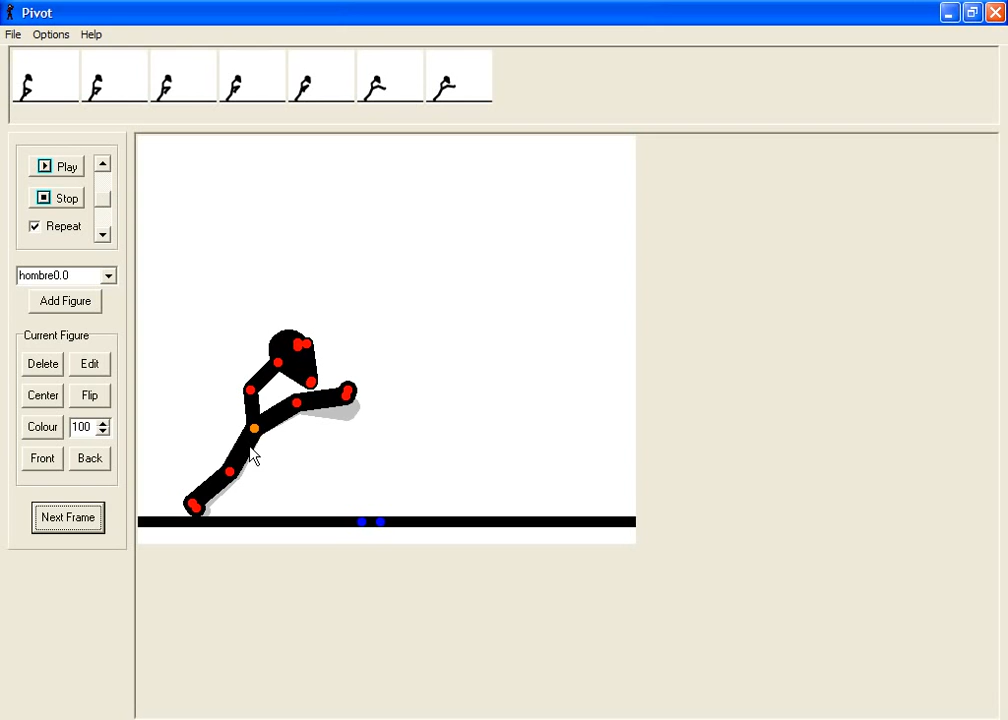 Pivot
File Options Help
Play
Stop
Repeat
hombre0.0
Add Figure
Current Figure
Delete Edit
Center Flip
Colour 100
Front Back
Next Frame